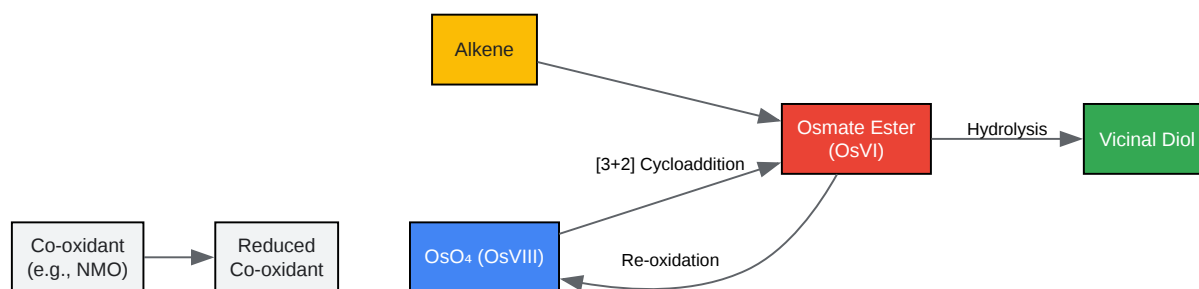 Alkene
Osmate Ester
(OsVI)
Hydrolysis
Vicinal Diol
[3+2] Cycloaddition
Co-oxidant
(e.g., NMO)
Reduced
Co-oxidant
OsO₄ (OsVIII)
Re-oxidation